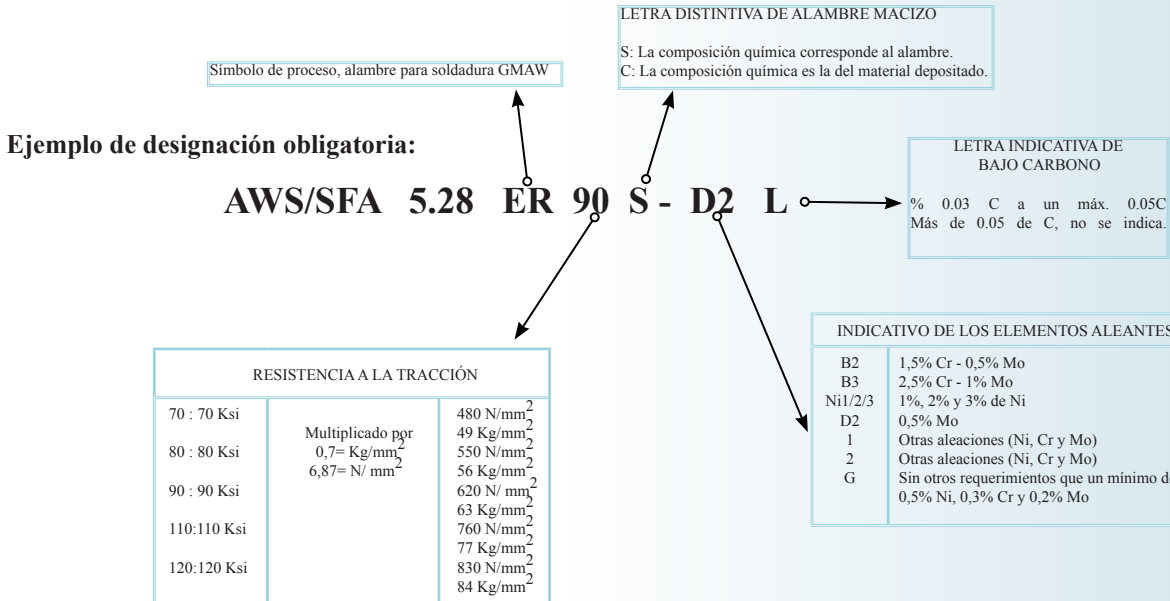 LETRA DISTINTIVA DE ALAMBRE MACIZO
S: La composición química corresponde al alambre.
C: La composición química es la del material depositado.
Símbolo de proceso, alambre para soldadura GMAW
Ejemplo de designación obligatoria:
LETRA INDICATIVA DE
BAJO CARBONO
% 0.03 C a un máx. 0.05C
Más de 0.05 de C, no se indica.
AWS/SFA 5.28 ER 90 S - D2 L
RESISTENCIA A LA TRACCIÓN
70 : 70 Ksi
80 : 80 Ksi
90 : 90 Ksi
110:110 Ksi
120:120 Ksi
Multiplicado por
0,7= Kg/mm2
6,87= N/ mm2
480 N/mm2
49 Kg/mm2
550 N/mm2
56 Kg/mm2
620 N/ mm2
63 Kg/mm2
760 N/mm2
77 Kg/mm2
830 N/mm2
84 Kg/mm2
INDICATIVO DE LOS ELEMENTOS ALEANTES
B2 1,5% Cr - 0,5% Mo
B3 2,5% Cr - 1% Mo
Ni1/2/3 1%, 2% y 3% de Ni
D2 0,5% Mo
1 Otras aleaciones (Ni, Cr y Mo)
2 Otras aleaciones (Ni, Cr y Mo)
G Sin otros requerimientos que un mínimo de
0,5% Ni, 0,3% Cr y 0,2% Mo